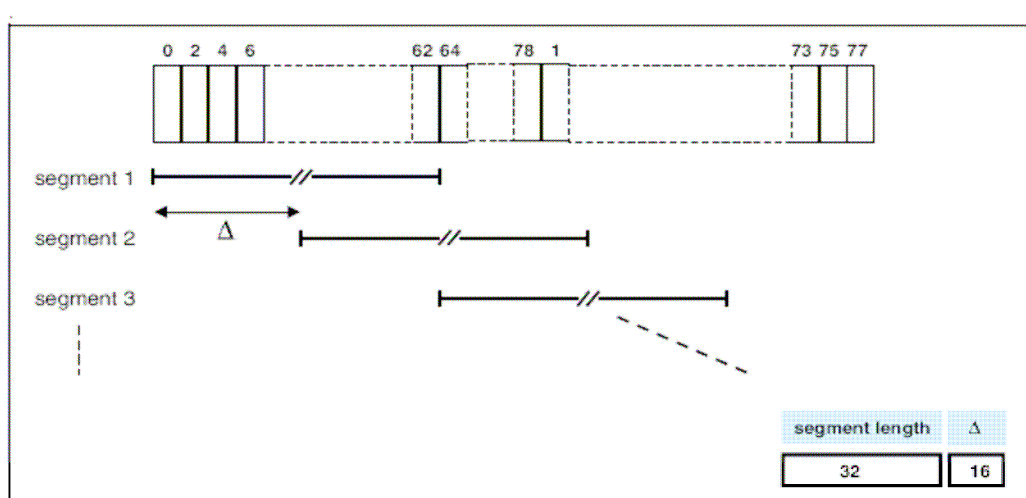 0 2 4 6 62 64 78 1 73 75 77
segment 1
Δ
segment 2
segment 3
segment length Δ
32 16